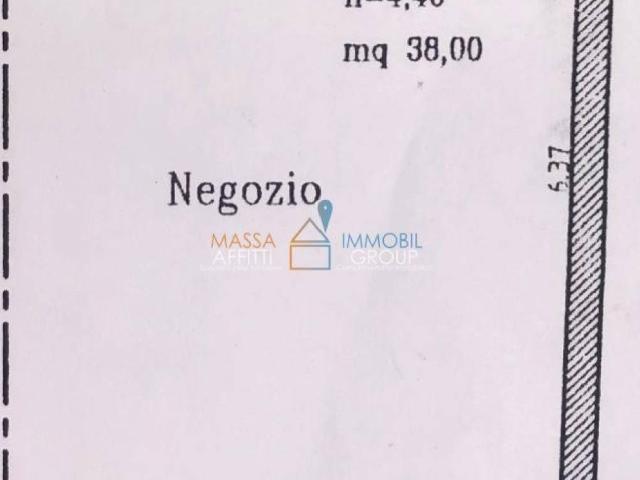 mq 38,00
6.37
Negozio
MASSA IMMOBIL
AFFITTI GROUP